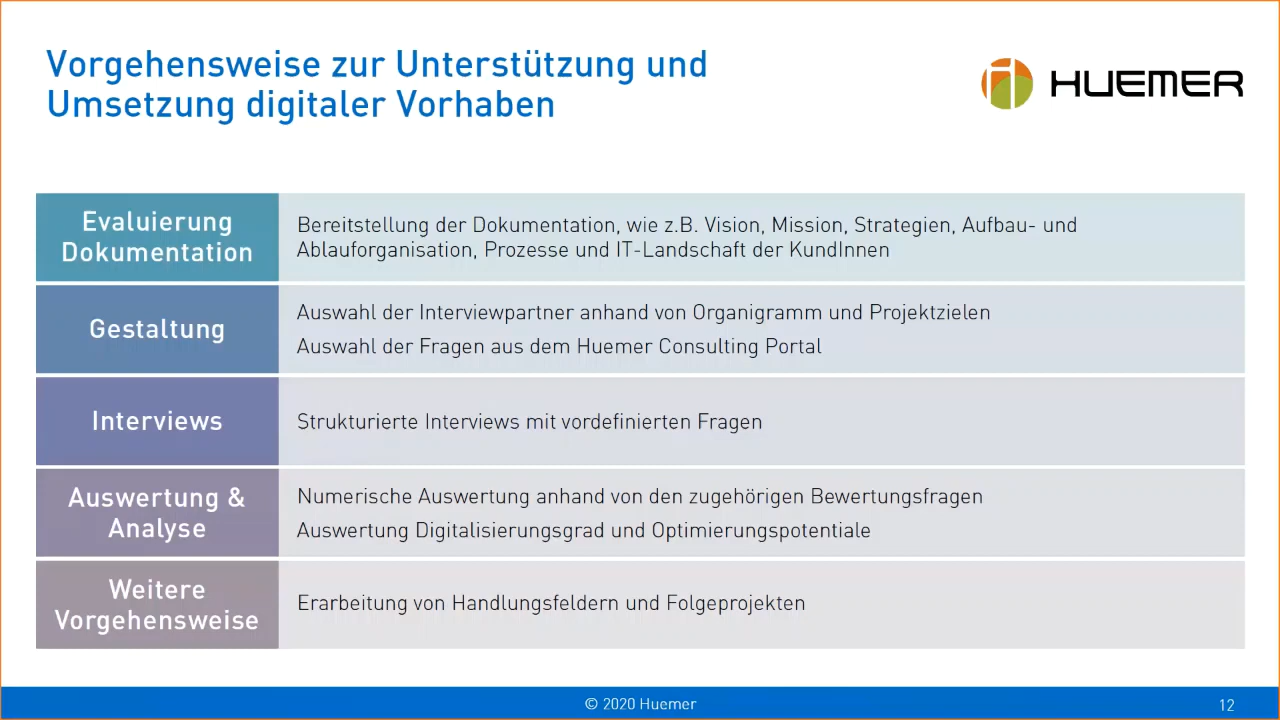 Vorgehensweise zur Unterstützung und
Umsetzung digitaler Vorhaben
HUEMER
Evaluierung
Dokumentation
Bereitstellung der Dokumentation, wie z.B. Vision, Mission, Strategien, Aufbau- und
Ablauforganisation, Prozesse und IT-Landschaft der KundInnen
Gestaltung
Auswahl der Interviewpartner anhand von Organigramm und Projektzielen
Auswahl der Fragen aus dem Huemer Consulting Portal
Interviews
Strukturierte Interviews mit vordefinierten Fragen
Auswertung &
Analyse
Numerische Auswertung anhand von den zugehörigen Bewertungsfragen
Auswertung Digitalisierungsgrad und Optimierungspotentiale
Weitere
Vorgehensweise
Erarbeitung von Handlungsfeldern und Folgeprojekten
© 2020 Huemer
12